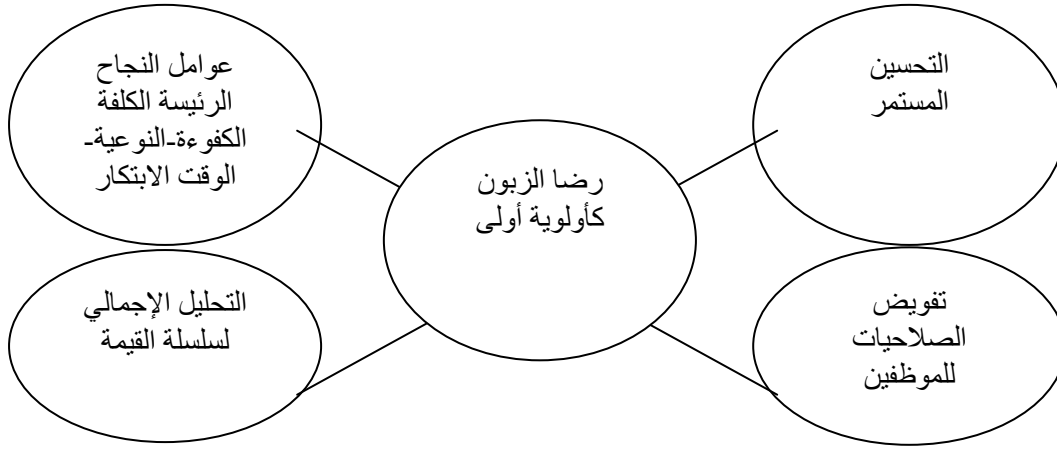 التحسين
المستمر
عوامل النجاح
الرئيسة الكلفة
الكفوءة-النوعية-
الوقت الابتكار
رضا الزبون
كأولوية أولى
تفويض
الصلاحيات
للموظفين
التحليل الإجمالي
لسلسلة القيمة